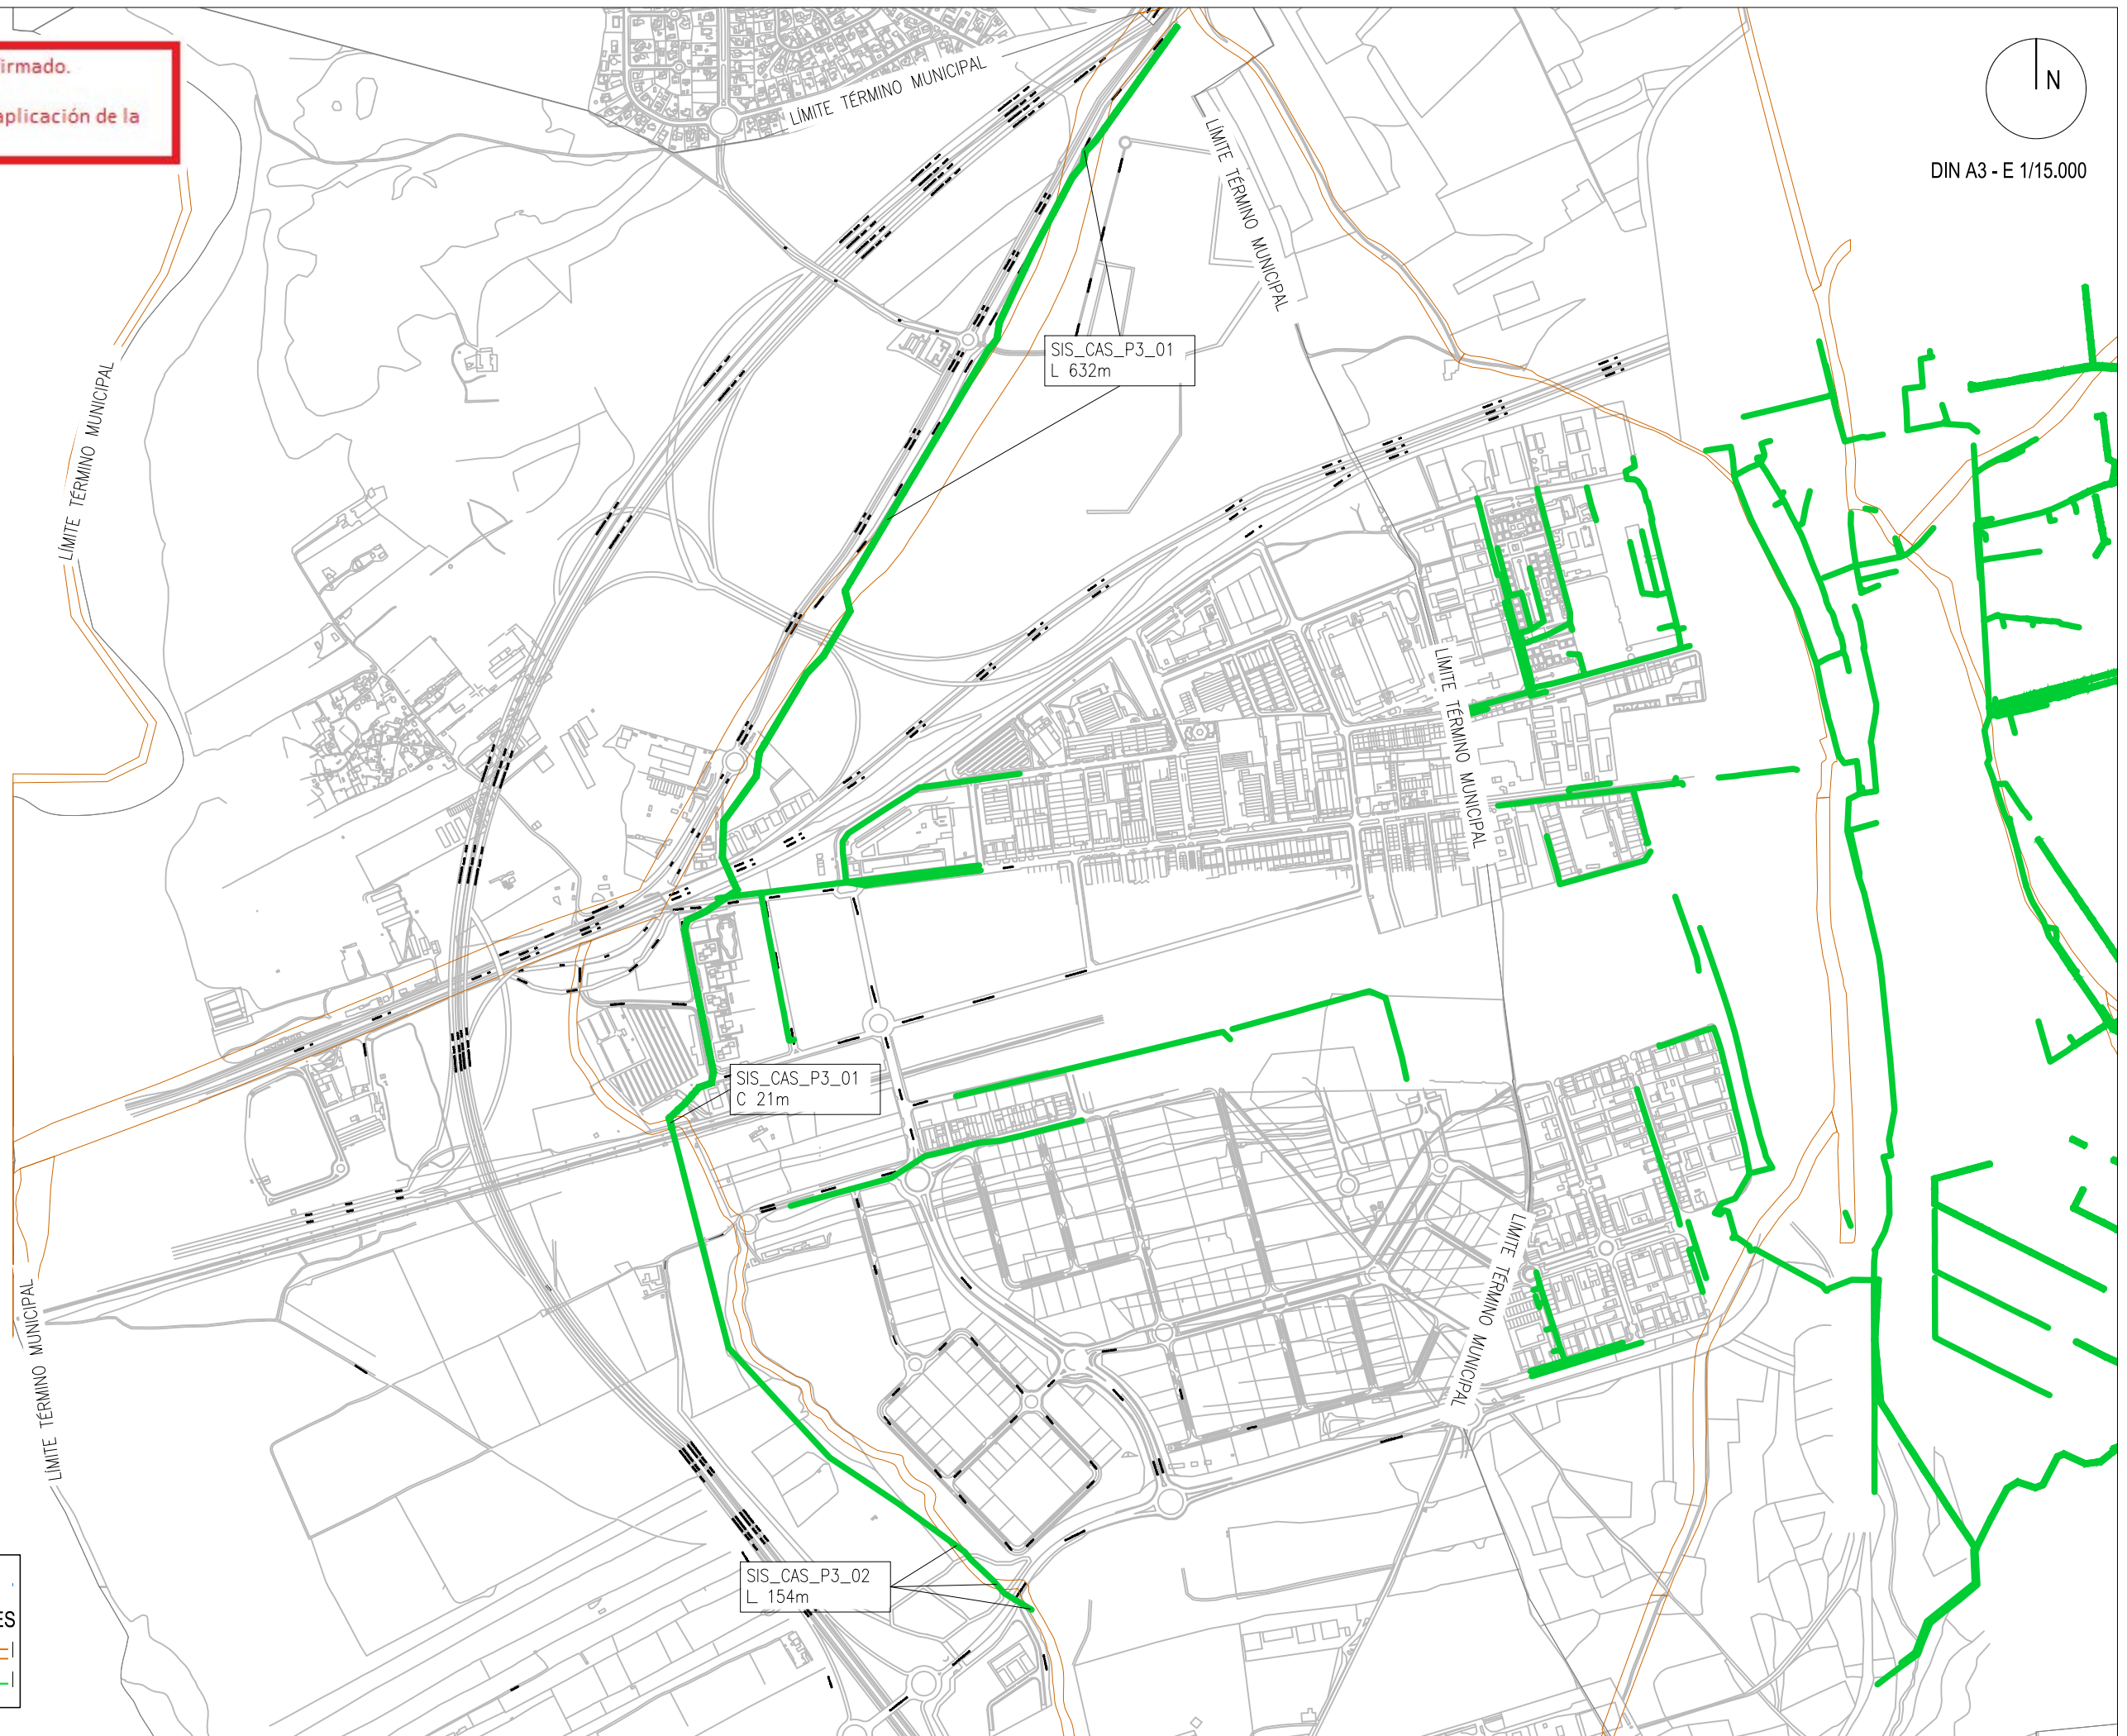 irmado.
aplicación de la
N
DIN A3 - E 1/15.000
LÍMITE TÉRMINO MUNICIPAL
LÍMITE TÉRMINO MUNICIPAL
LÍMITE TÉRMINO MUNICIPAL
SIS_CAS_P3_01
L 632m
LÍMITE TÉRMINO MUNICIPAL
SIS_CAS_P3_01
C 21m
LÍMITE TÉRMINO MUNICIPAL
LÍMITE TÉRMINO MUNICIPAL
SIS_CAS_P3_02
L 154m
ES